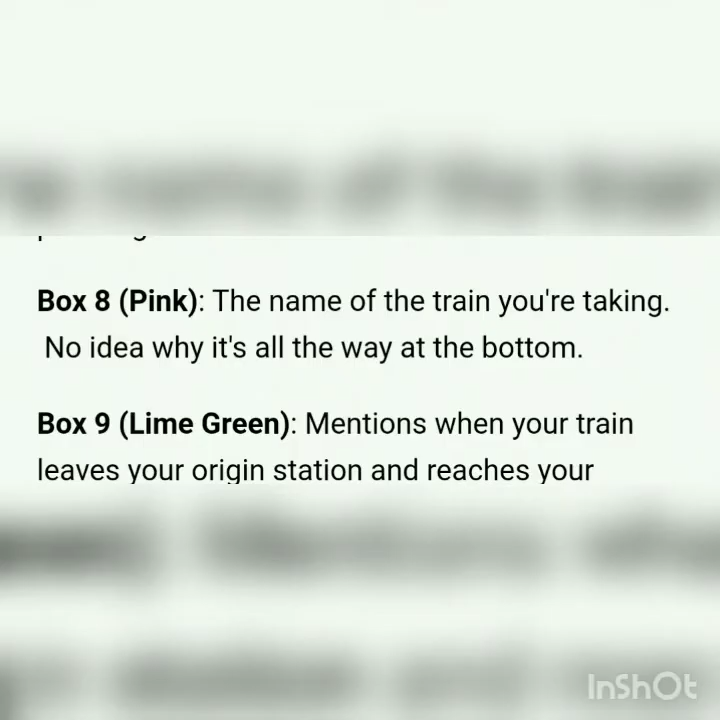 Box 8 (Pink): The name of the train you're taking.
No idea why it's all the way at the bottom.
Box 9 (Lime Green): Mentions when your train
leaves your origin station and reaches your
InShOt